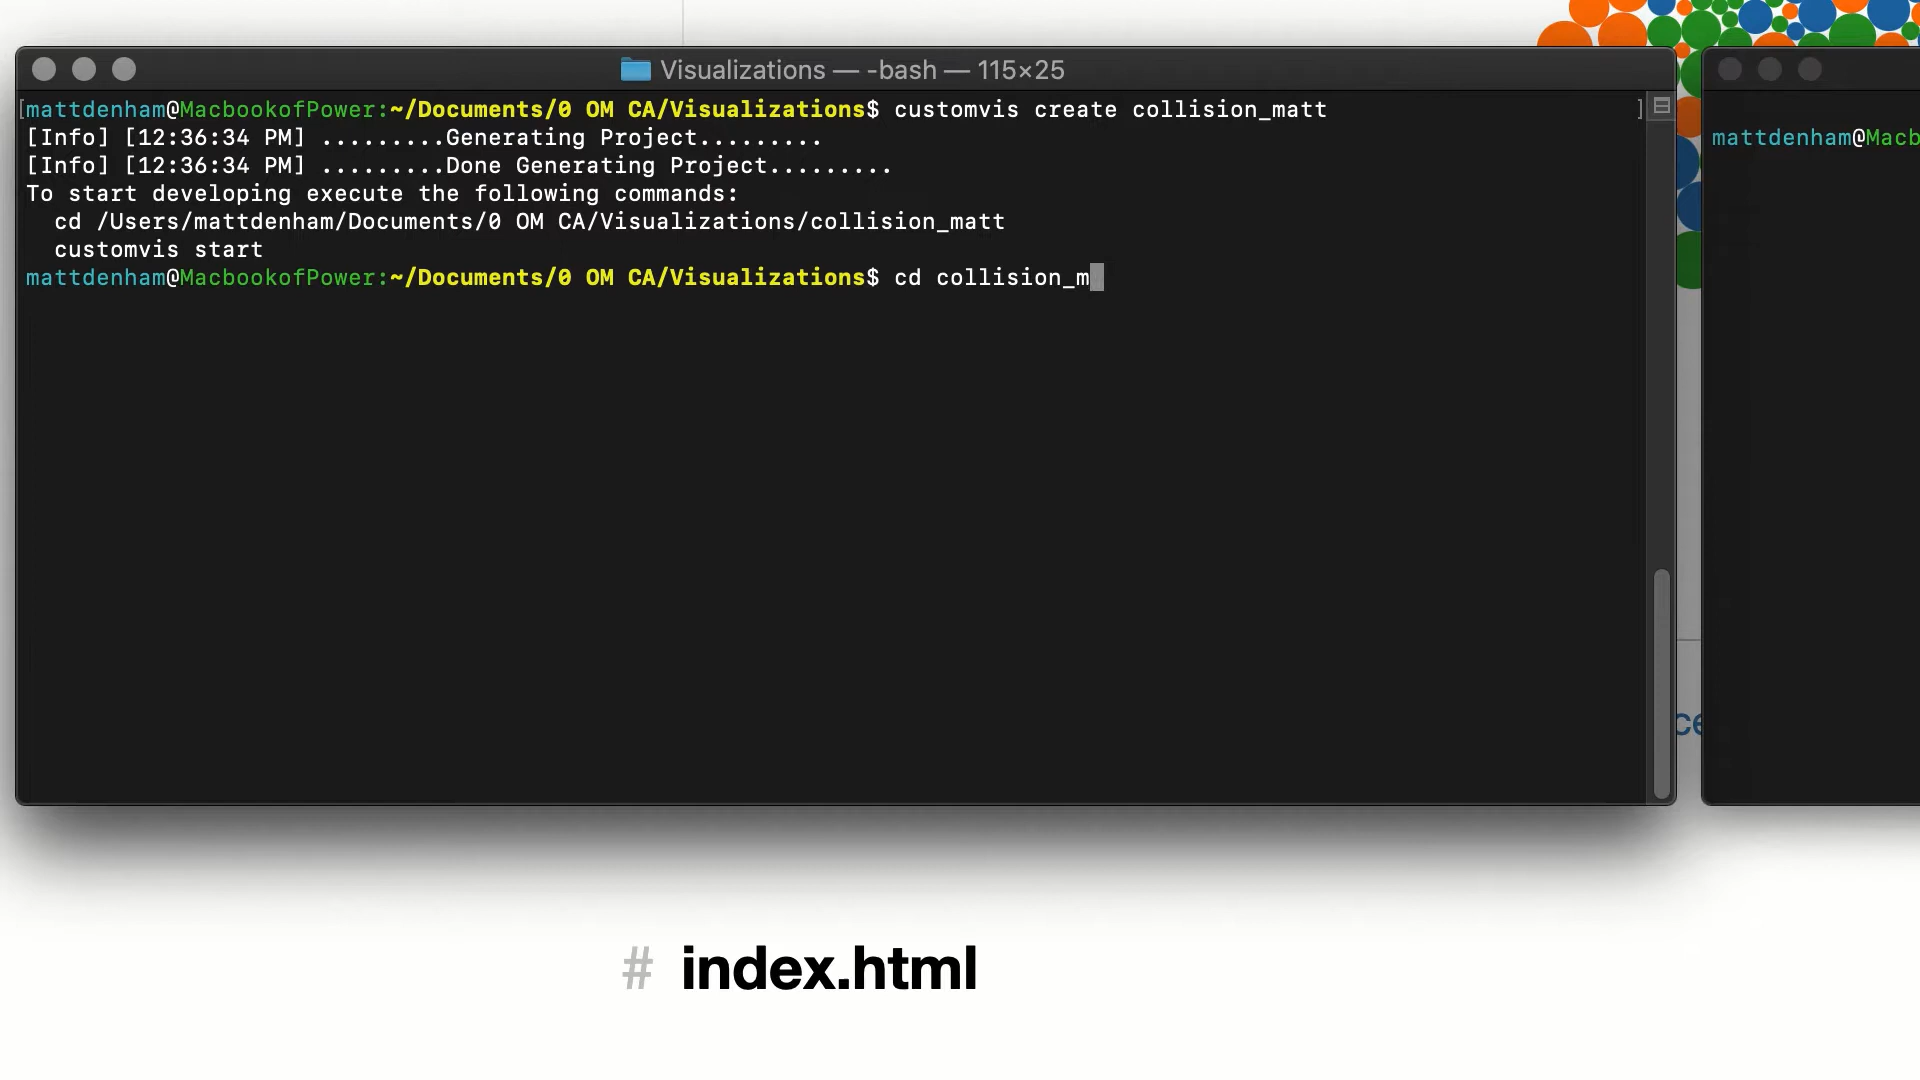 Visualizations — -bash — 115×25
mattdenham@MacbookofPower:~/Documents/0 OM CA/Visualizations$ customvis create collision_matt
[Info] [12:36:34 PM] .........Generating Project.........
[Info] [12:36:34 PM] .........Done Generating Project.........
To start developing execute the following commands:
cd /Users/mattdenham/Documents/0 OM CA/Visualizations/collision_matt
customvis start
mattdenham@MacbookofPower:~/Documents/0 OM CA/Visualizations$ cd collision_m
mattdenham@Macb
ce
# index.html